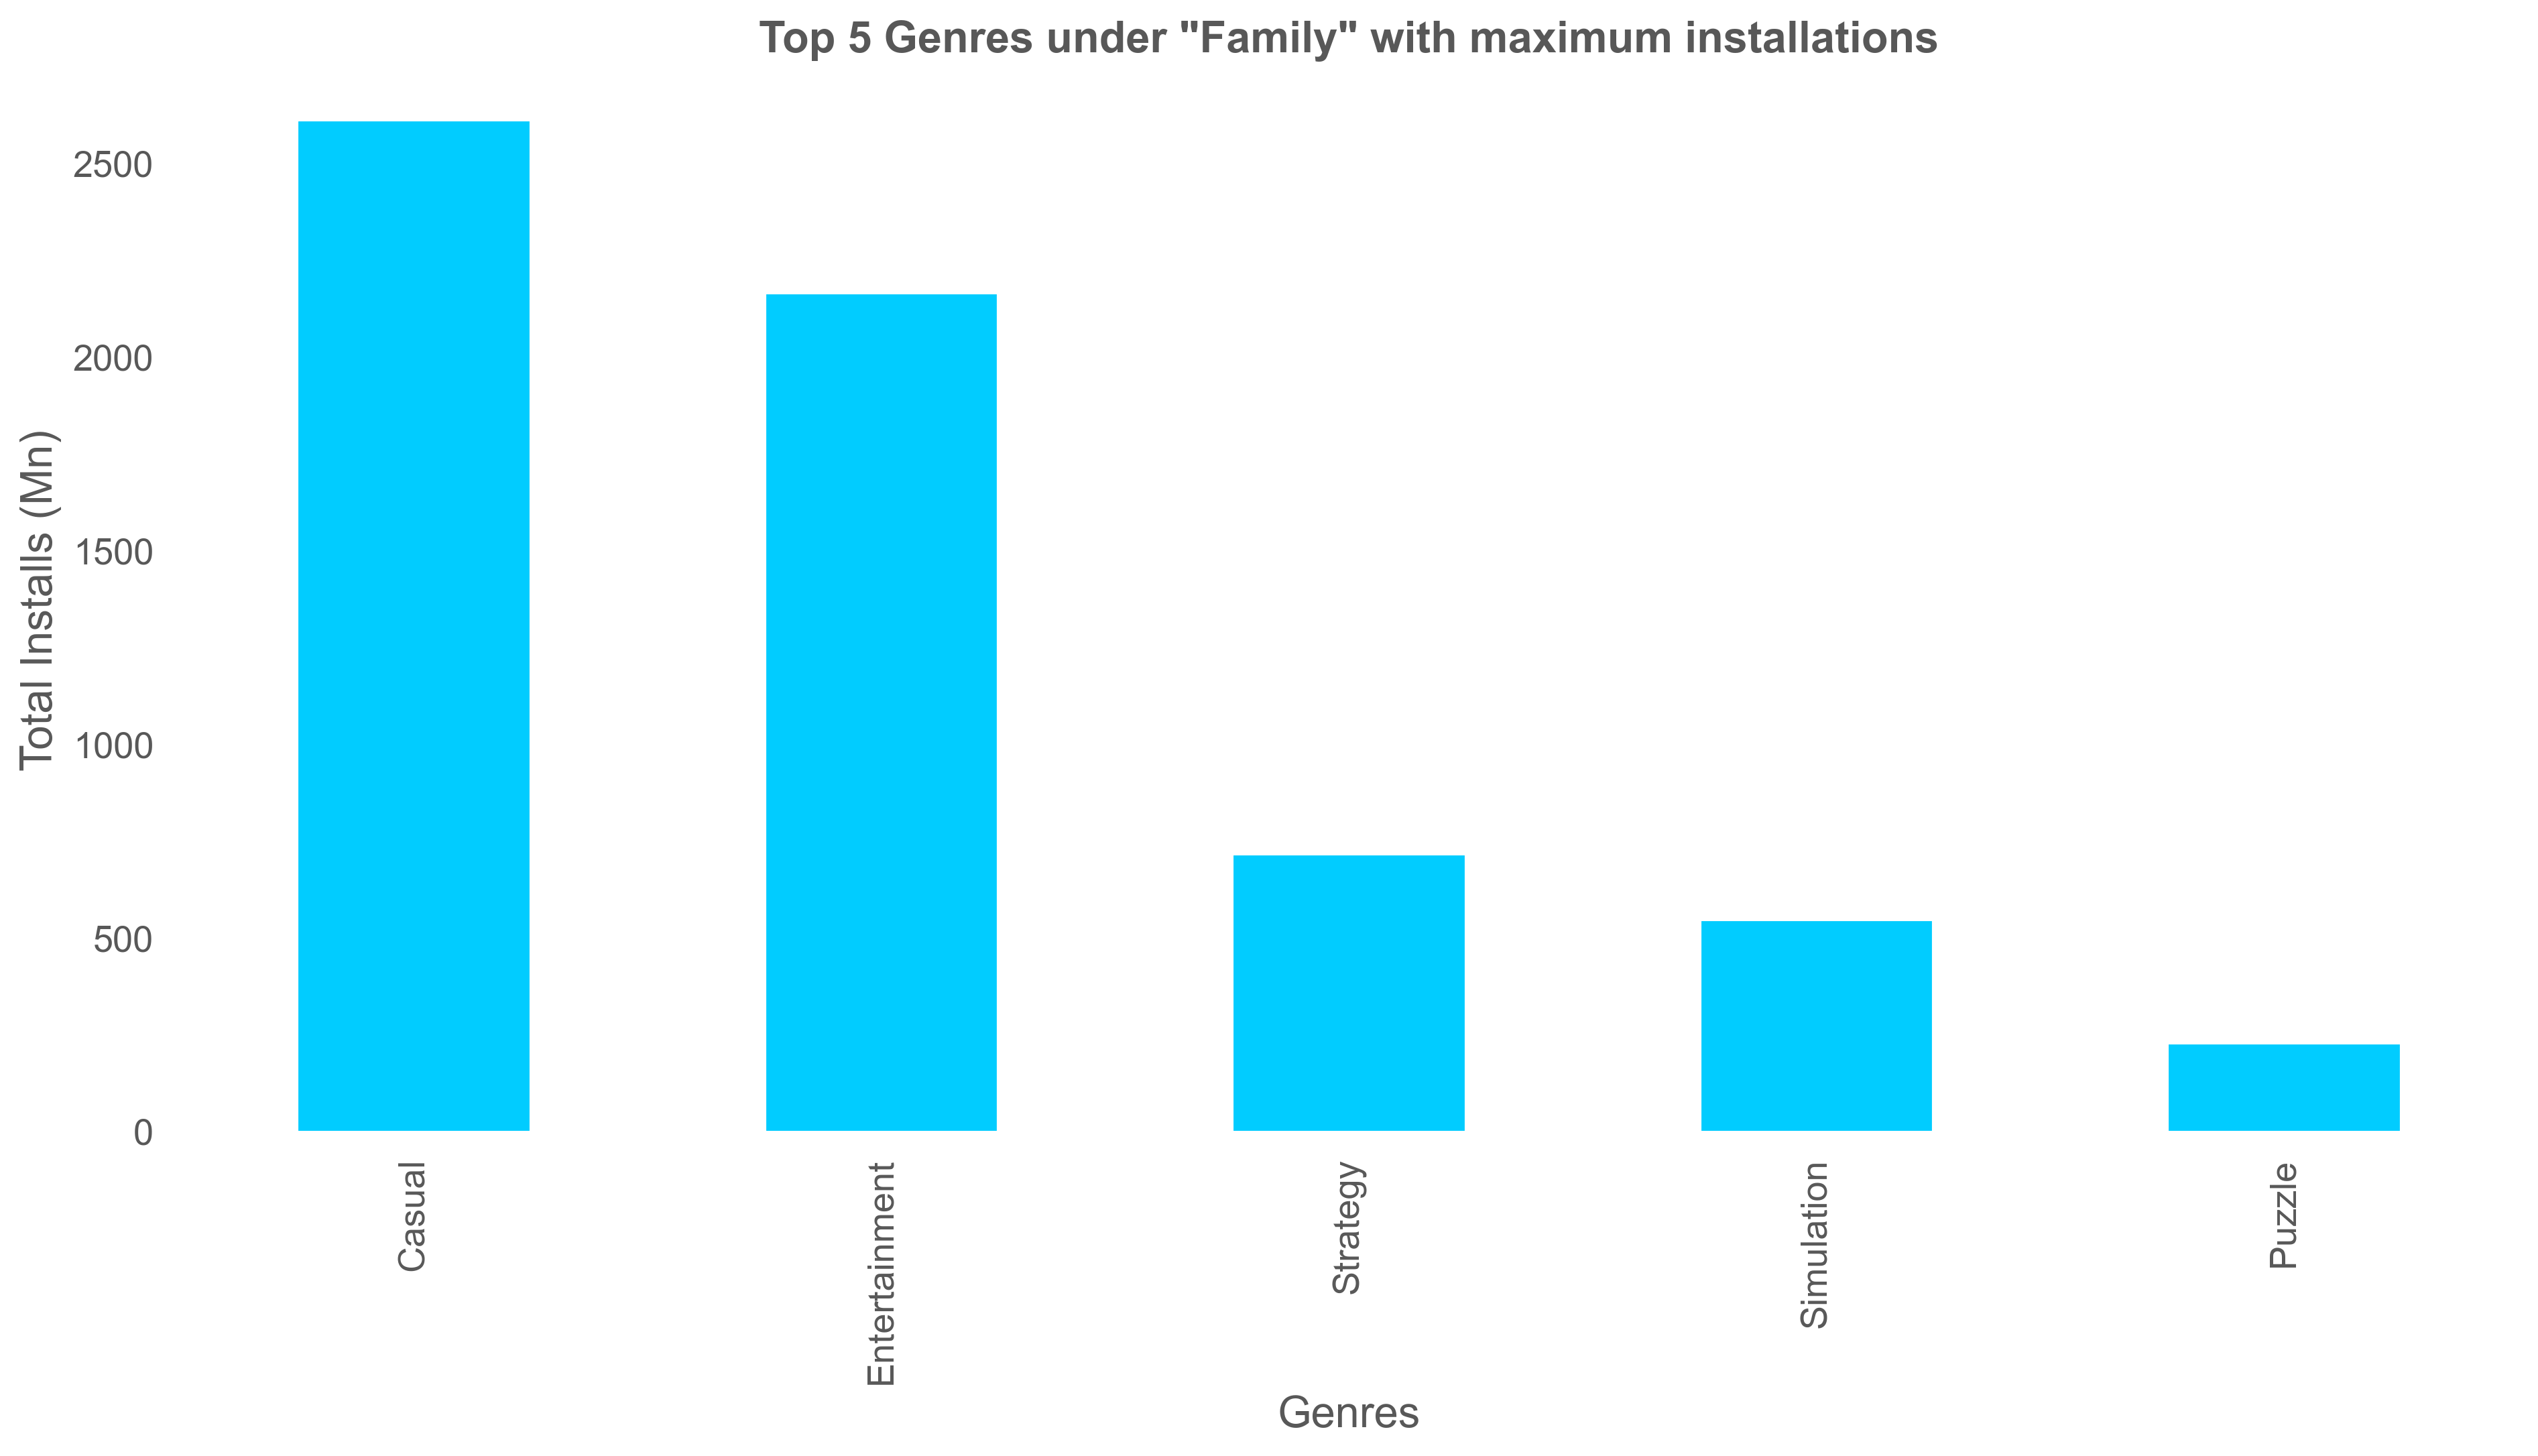 Top 5 Genres under "Family" with maximum installations
Total Installs (Mn)
2500
2000
1500
1000
500
0
Casual
Entertainment
Strategy
Simulation
Puzzle
Genres